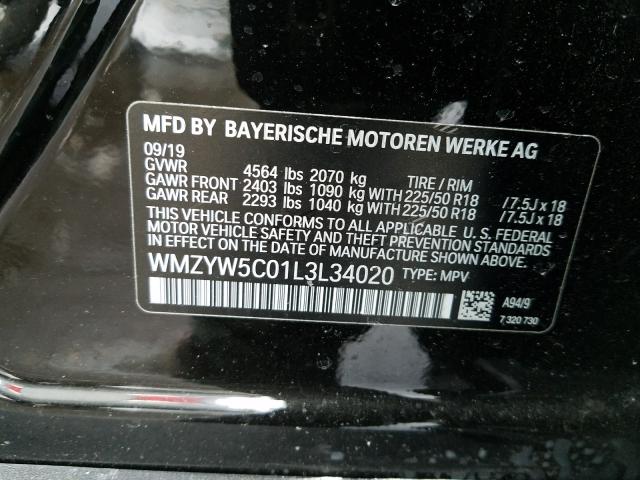 MFD BY BAYERISCHE MOTOREN WERKE AG
09/19
GVWR 4564 lbs 2070 kg TIRE / RIM
GAWR FRONT 2403 lbs 1090 kg WITH 225/50 R18 /7.5J x 18
GAWR REAR 2293 lbs 1040 kg WITH 225/50 R18 /7.5J x 18
THIS VEHICLE CONFORMS TO ALL APPLICABLE U. S. FEDERAL
MOTOR VEHICLE SAFETY AND THEFT PREVENTION STANDARDS
IN EFFECT ON THE DATE OF MANUFACTURE SHOWN ABOVE.
WMZYW5C01L3L34020 TYPE: MPV
A94/9
7 320 730